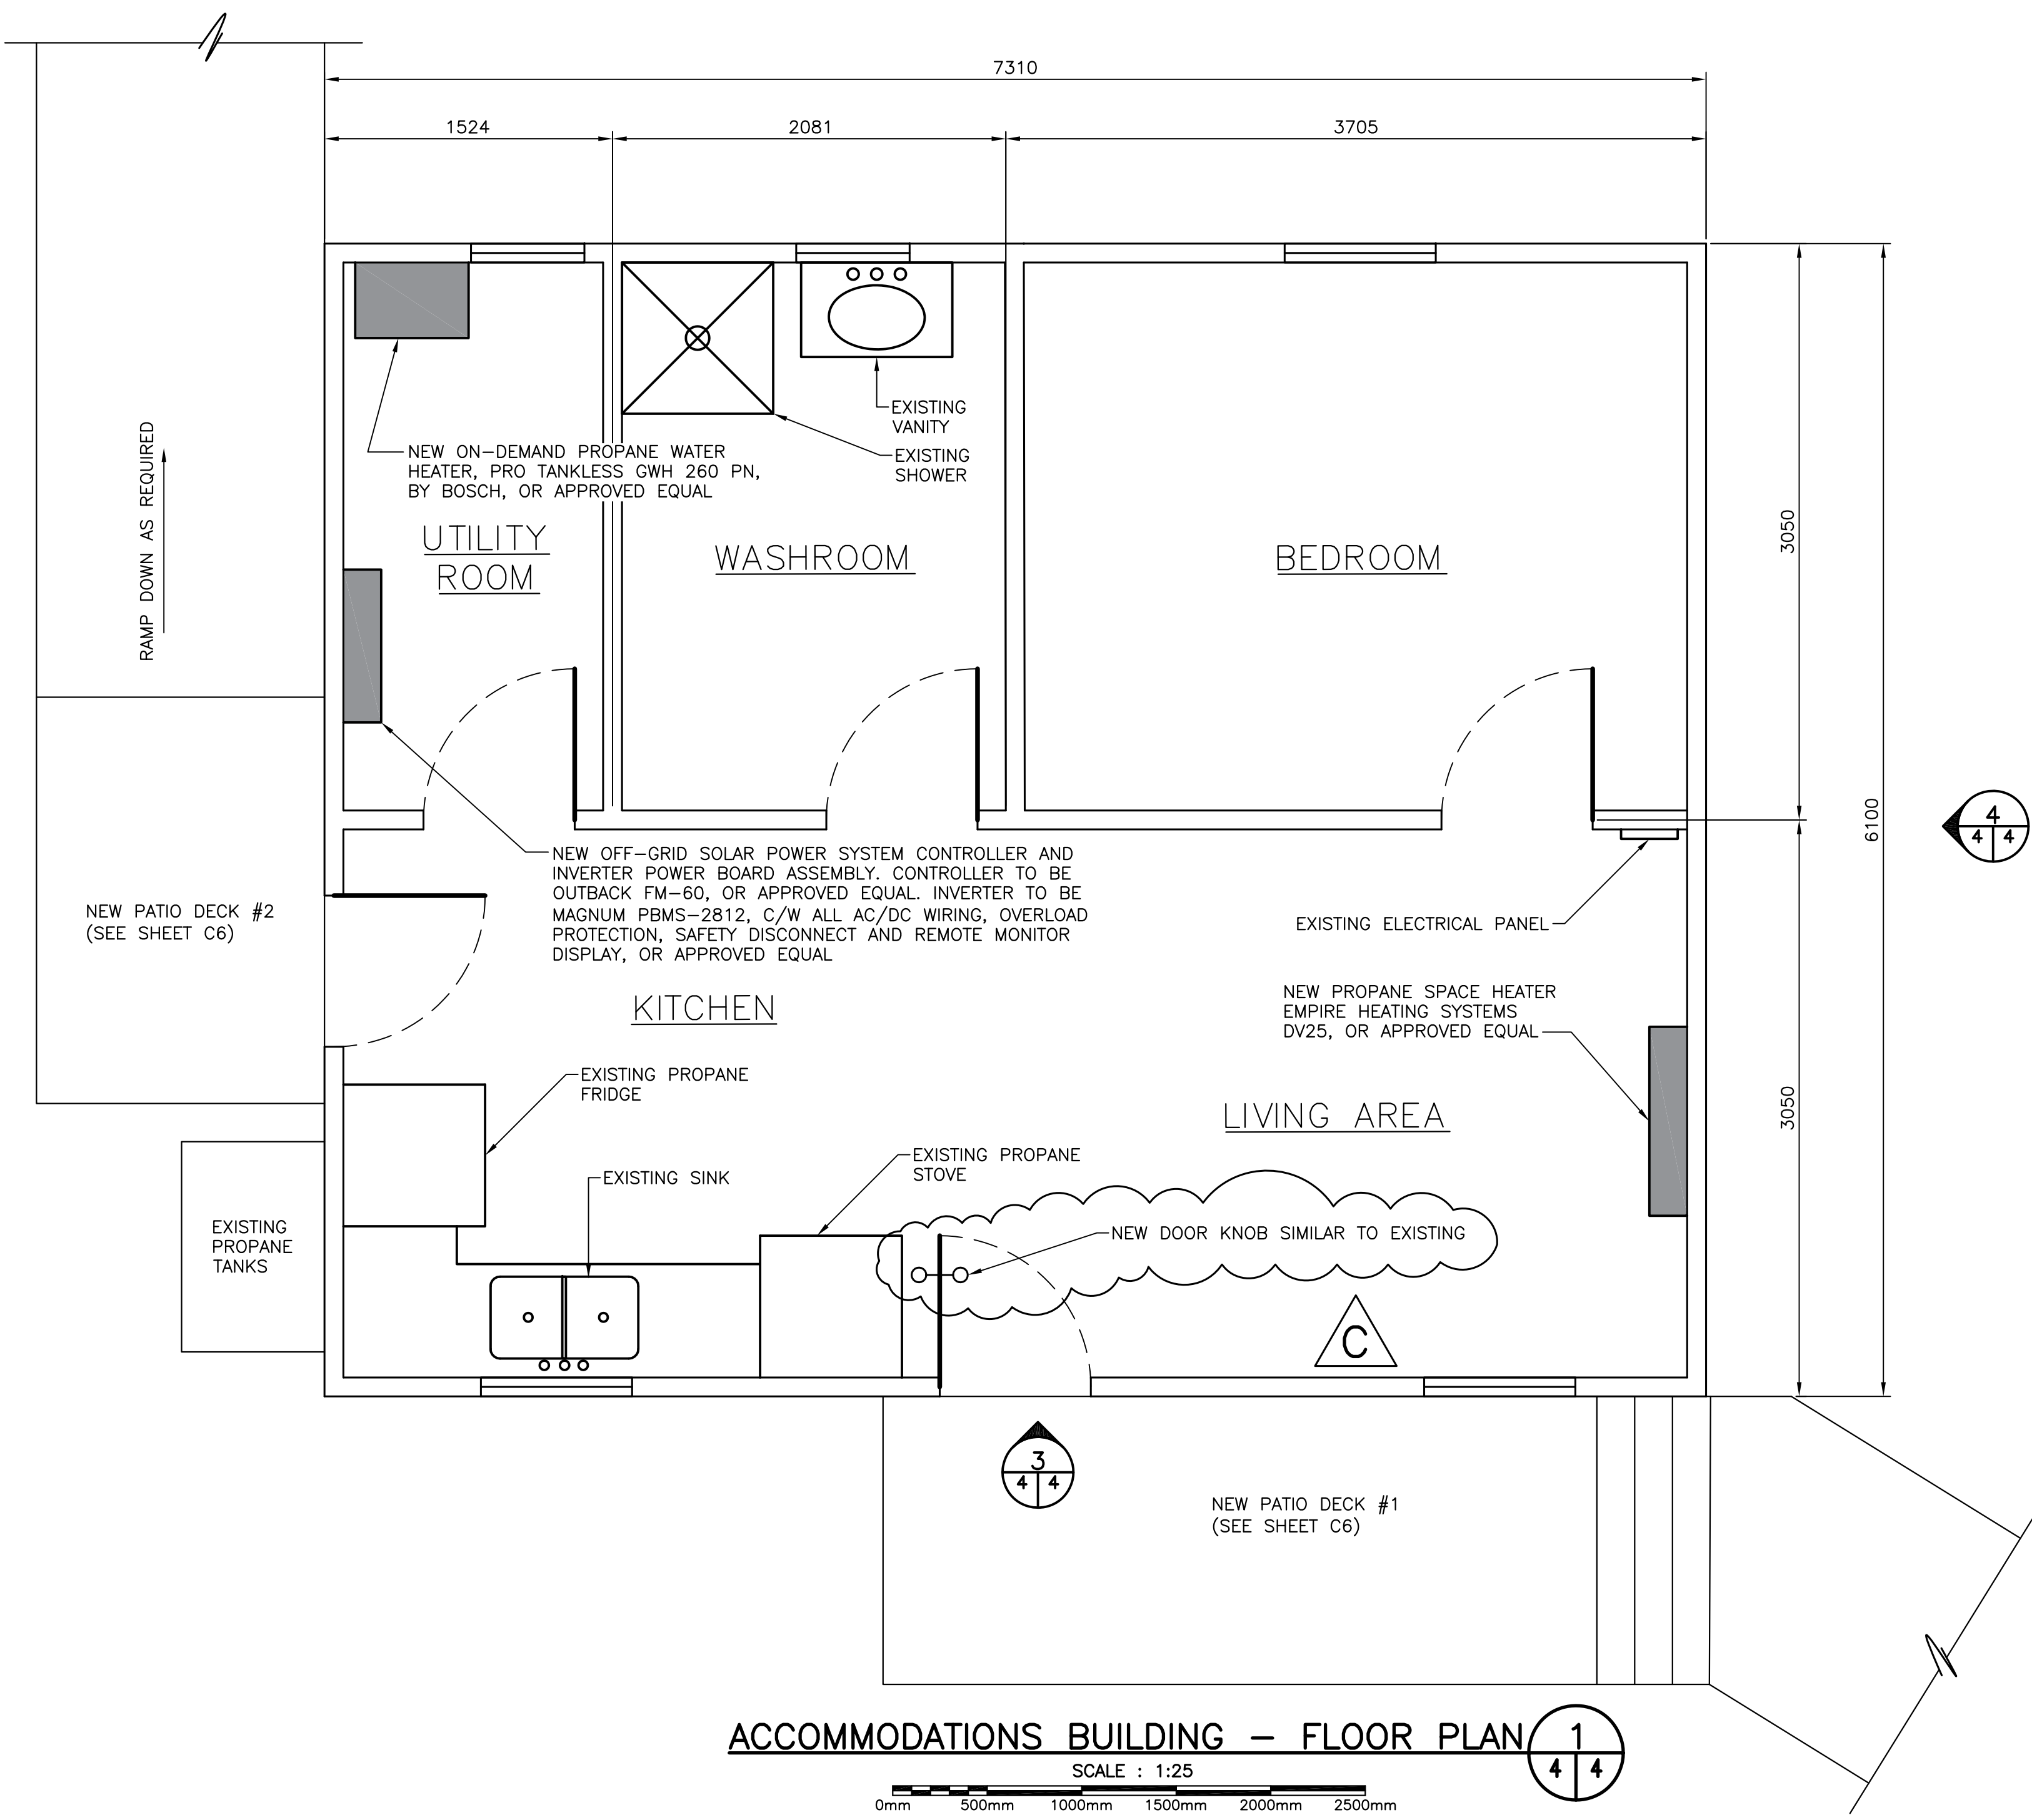 7310
1524
2081
3705
EXISTING
VANITY
EXISTING
SHOWER
NEW ON-DEMAND PROPANE WATER
HEATER, PRO TANKLESS GWH 260 PN,
BY BOSCH, OR APPROVED EQUAL
RAMP DOWN AS REQUIRED
UTILITY
ROOM
WASHROOM
BEDROOM
3050
6100
4
4 4
NEW OFF-GRID SOLAR POWER SYSTEM CONTROLLER AND
INVERTER POWER BOARD ASSEMBLY. CONTROLLER TO BE
OUTBACK FM-60, OR APPROVED EQUAL. INVERTER TO BE
MAGNUM PBMS-2812, C/W ALL AC/DC WIRING, OVERLOAD
PROTECTION, SAFETY DISCONNECT AND REMOTE MONITOR
DISPLAY, OR APPROVED EQUAL
NEW PATIO DECK #2
(SEE SHEET C6)
EXISTING ELECTRICAL PANEL
KITCHEN
NEW PROPANE SPACE HEATER
EMPIRE HEATING SYSTEMS
DV25, OR APPROVED EQUAL
EXISTING PROPANE
FRIDGE
LIVING AREA
3050
EXISTING SINK
EXISTING PROPANE
STOVE
EXISTING
PROPANE
TANKS
NEW DOOR KNOB SIMILAR TO EXISTING
C
3
4 4
NEW PATIO DECK #1
(SEE SHEET C6)
ACCOMMODATIONS BUILDING - FLOOR PLAN
1
4 4
SCALE : 1:25
0mm 500mm 1000mm 1500mm 2000mm 2500mm